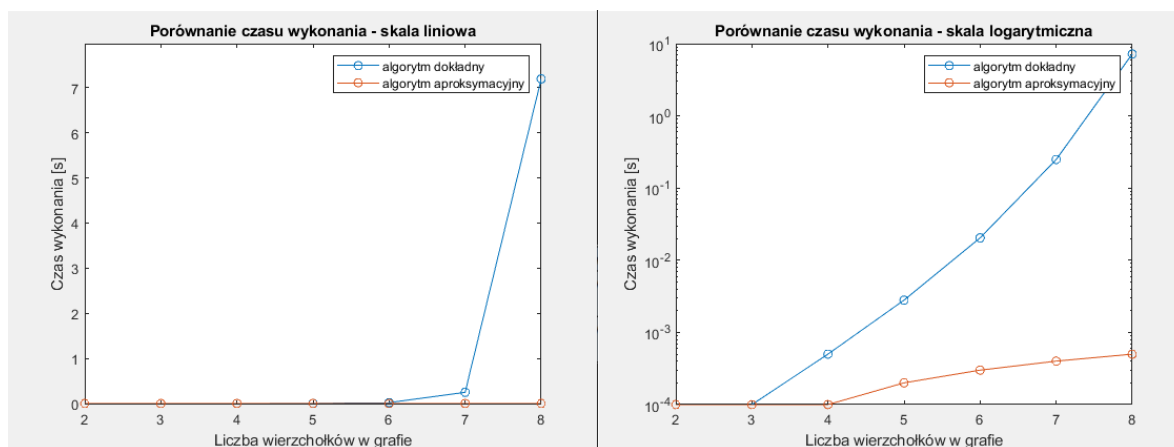 Porównanie czasu wykonania - skala liniowa
algorytm dokładny
algorytm aproksymacyjny
Czas wykonania [s]
7
6
5
4
3
2
1
0
2 3 4 5 6 7 8
Liczba wierzchołków w grafie
Porównanie czasu wykonania - skala logarytmiczna
algorytm dokładny
algorytm aproksymacyjny
Czas wykonania [s]
10^1
10^0
10^-1
10^-2
10^-3
10^-4
2 3 4 5 6 7 8
Liczba wierzchołków w grafie